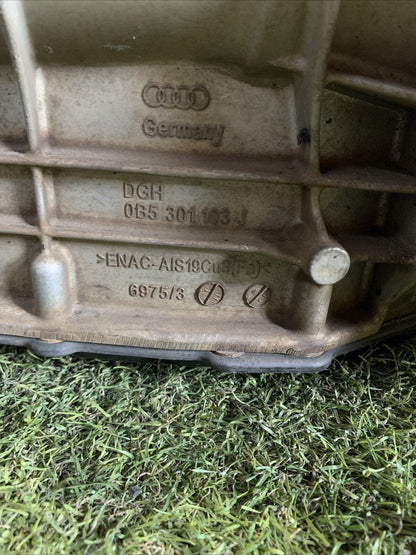 Germany
DGH
0B5 301 103 J
>ENAC-AlSi9Cu3(Fe)<
6975/3